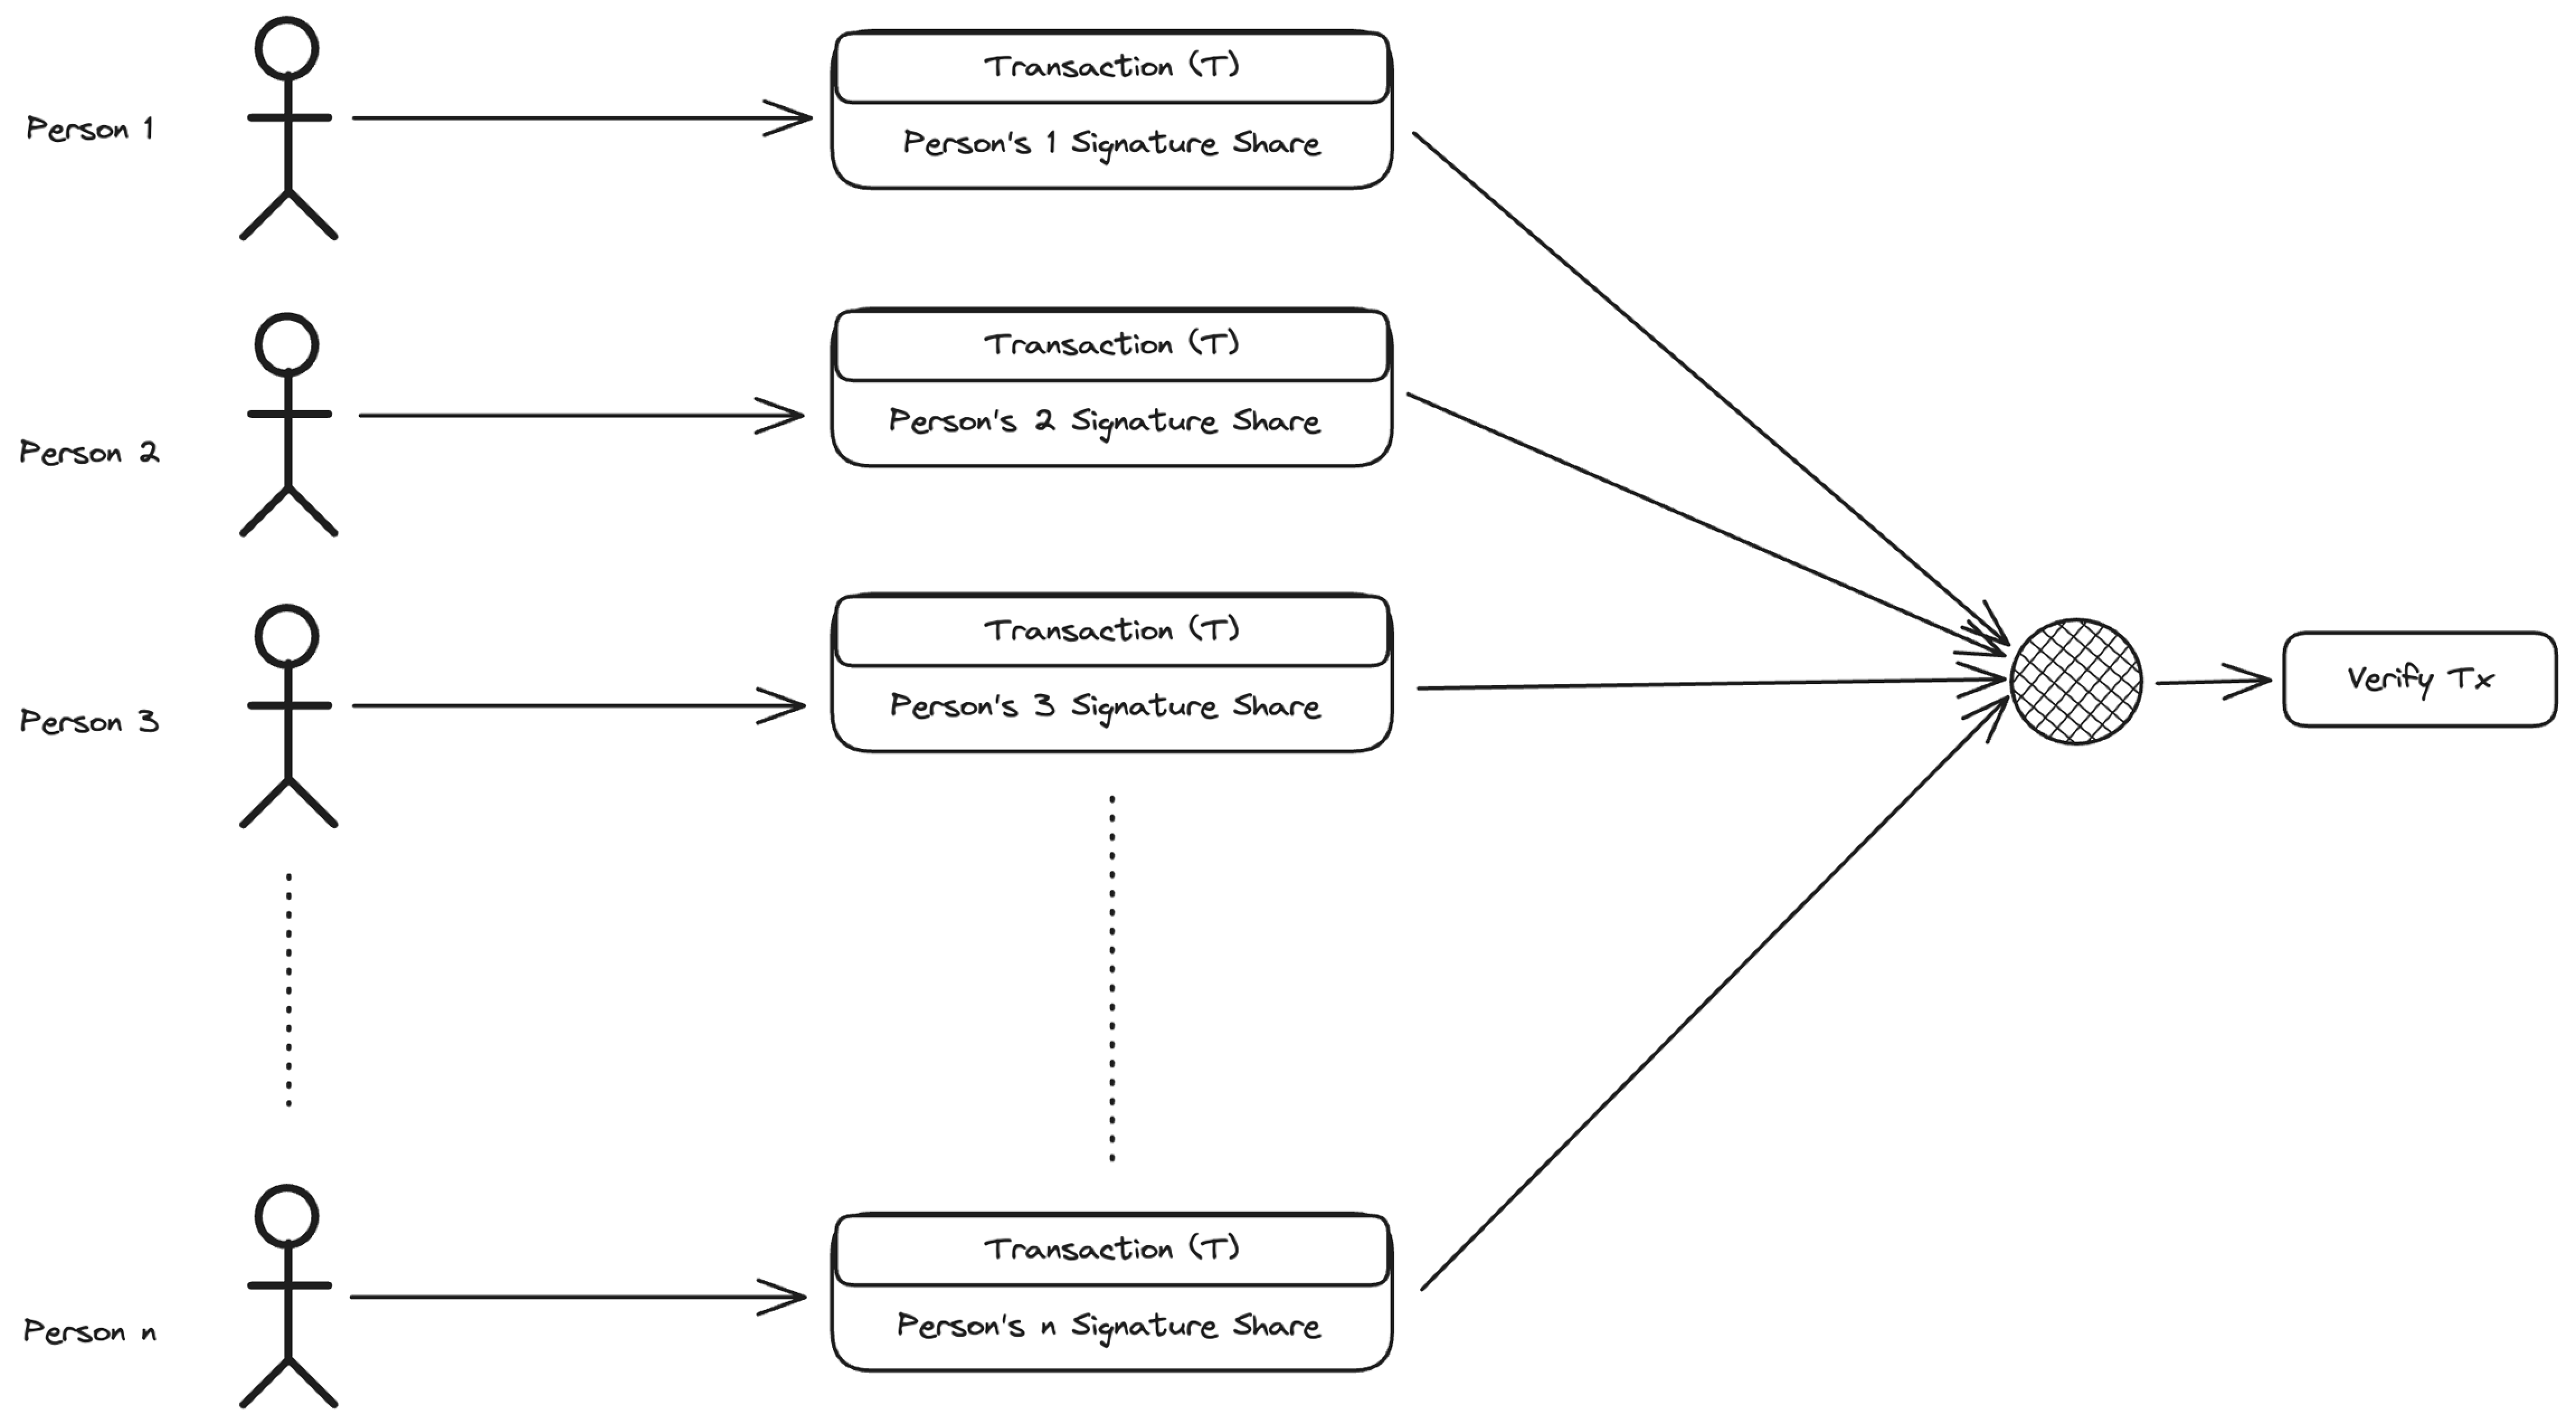 Person 1
Transaction (T)
Person's 1 Signature Share
Person 2
Transaction (T)
Person's 2 Signature Share
Person 3
Transaction (T)
Person's 3 Signature Share
Verify Tx
Person n
Transaction (T)
Person's n Signature Share